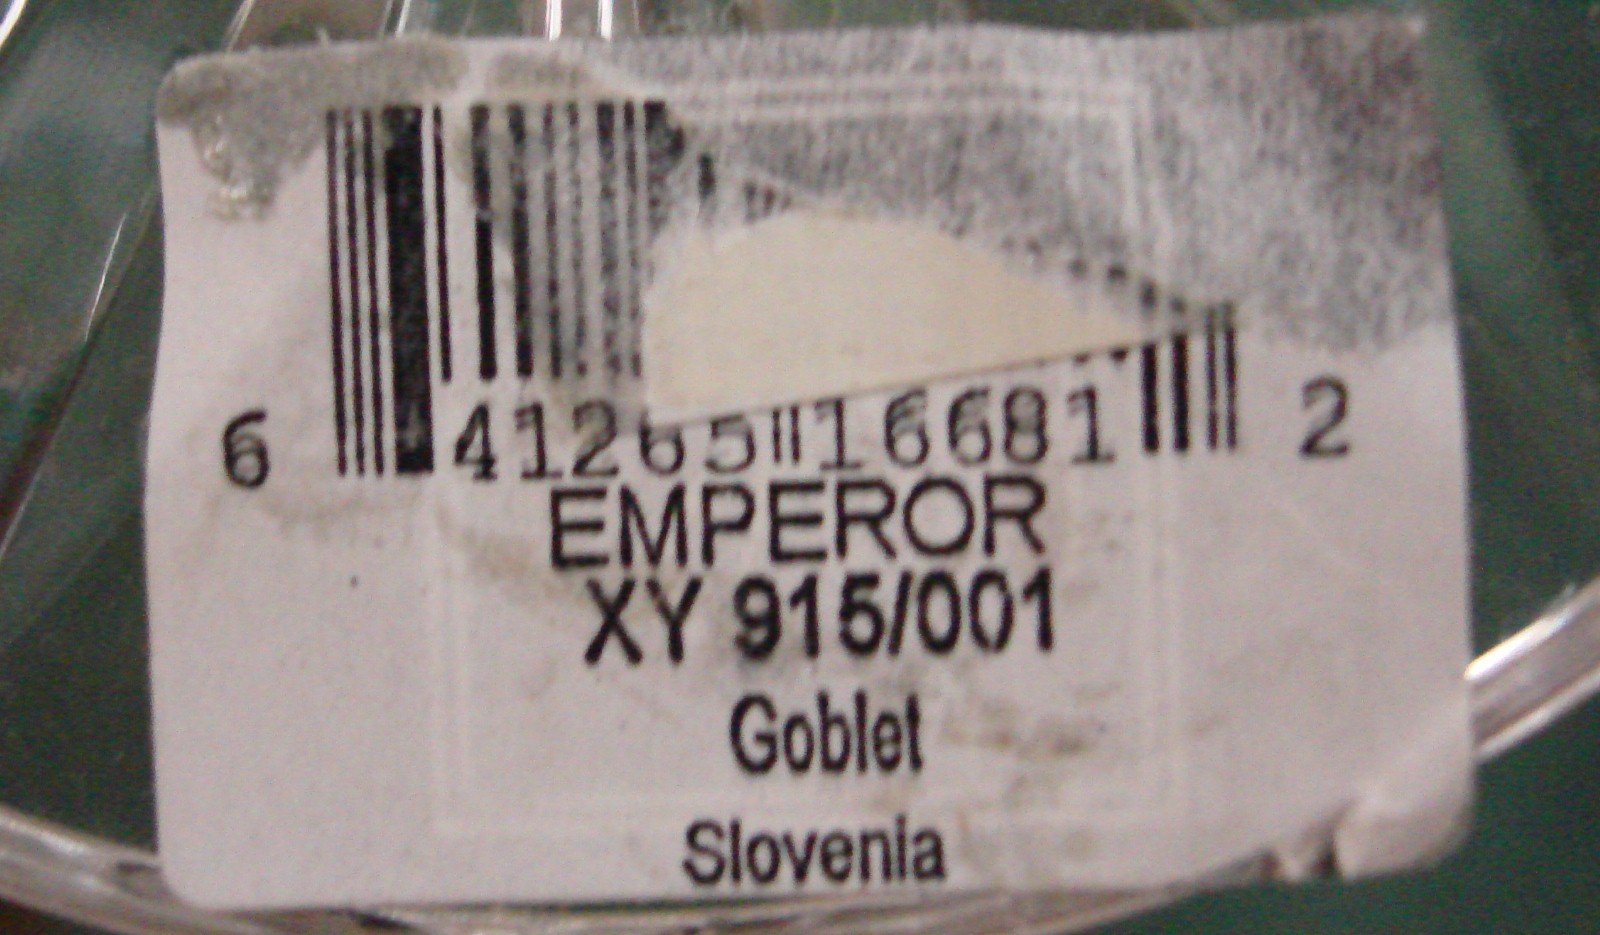 6 41265 16681 2
EMPEROR
XY 915/001
Goblet
Slovenia